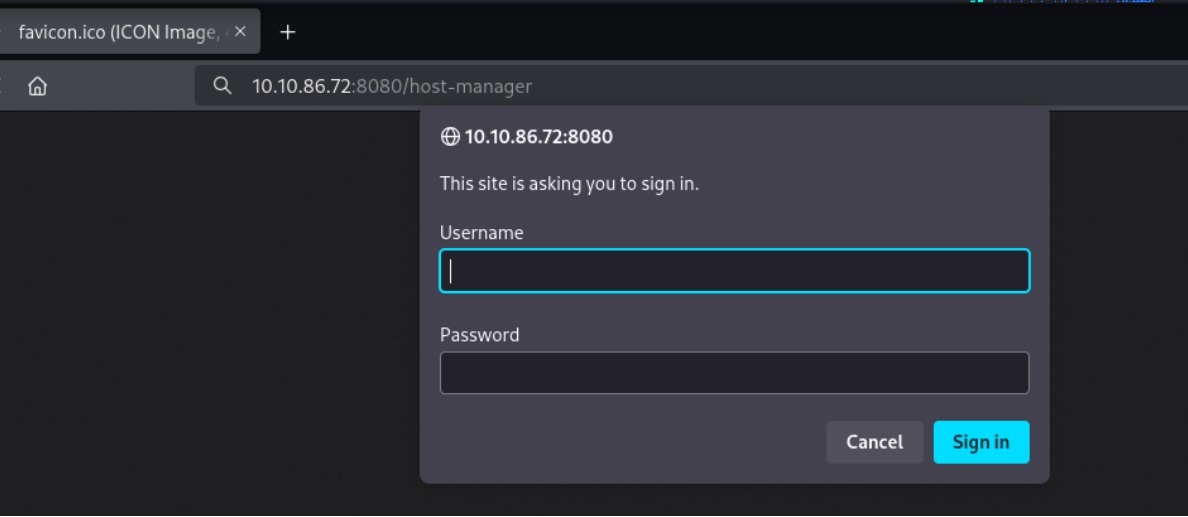 favicon.ico (ICON Image,
10.10.86.72:8080/host-manager
10.10.86.72:8080
This site is asking you to sign in.
Username
Password
Cancel Sign in